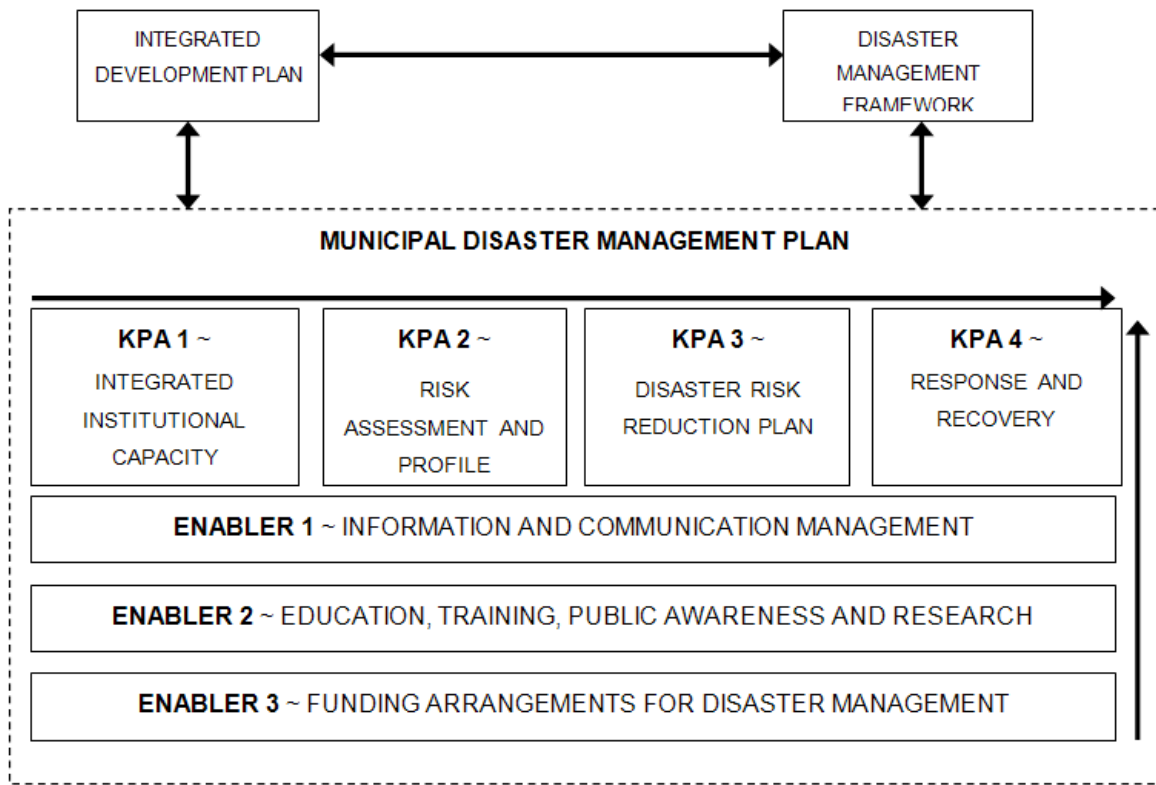 INTEGRATED
DEVELOPMENT PLAN
DISASTER
MANAGEMENT
FRAMEWORK
MUNICIPAL DISASTER MANAGEMENT PLAN
KPA 1 ~
INTEGRATED
INSTITUTIONAL
CAPACITY
KPA 2 ~
RISK
ASSESSMENT AND
PROFILE
KPA 3 ~
DISASTER RISK
REDUCTION PLAN
KPA 4 ~
RESPONSE AND
RECOVERY
ENABLER 1 ~ INFORMATION AND COMMUNICATION MANAGEMENT
ENABLER 2 ~ EDUCATION, TRAINING, PUBLIC AWARENESS AND RESEARCH
ENABLER 3 ~ FUNDING ARRANGEMENTS FOR DISASTER MANAGEMENT